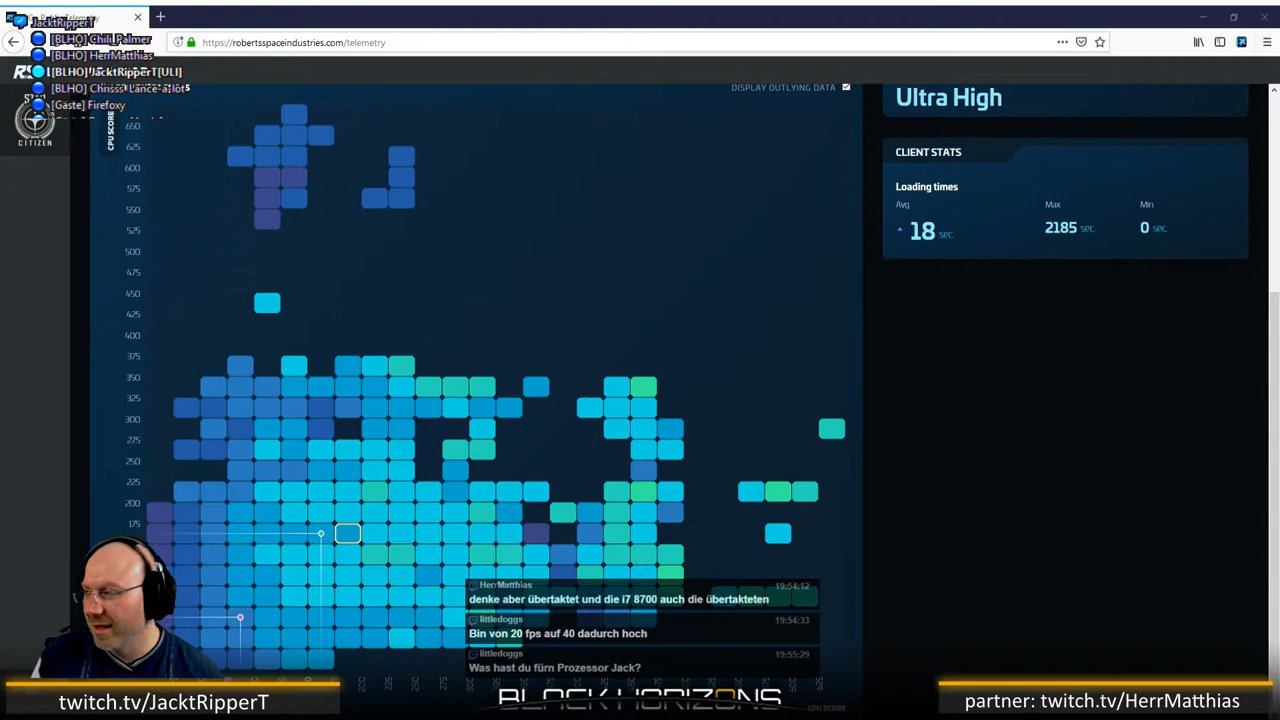 JacktRipperT
https://robertsspaceindustries.com/telemetry
[BLHO] Chili_Palmer
[BLHO] HerrMatthias
[BLHO] JacktRipperT[ULI]
[Gäste] Firefoxy
CITIZEN
DISPLAY OUTLYING DATA
CPU SCORE
650
625
600
575
550
525
500
475
450
425
400
375
350
325
300
275
250
225
200
175
Ultra High
CLIENT STATS
Loading times
Avg Max Min
18 sec. 2185 sec. 0 sec.
HerrMatthias 19:54:12
denke aber übertaktet und die i7 8700 auch die übertakteten
littledoggs 19:54:33
Bin von 20 fps auf 40 dadurch hoch
littledoggs 19:55:29
Was hast du fürn Prozessor Jack?
BLACK HORIZONS
CPU SCORE
twitch.tv/JacktRipperT
partner: twitch.tv/HerrMatthias